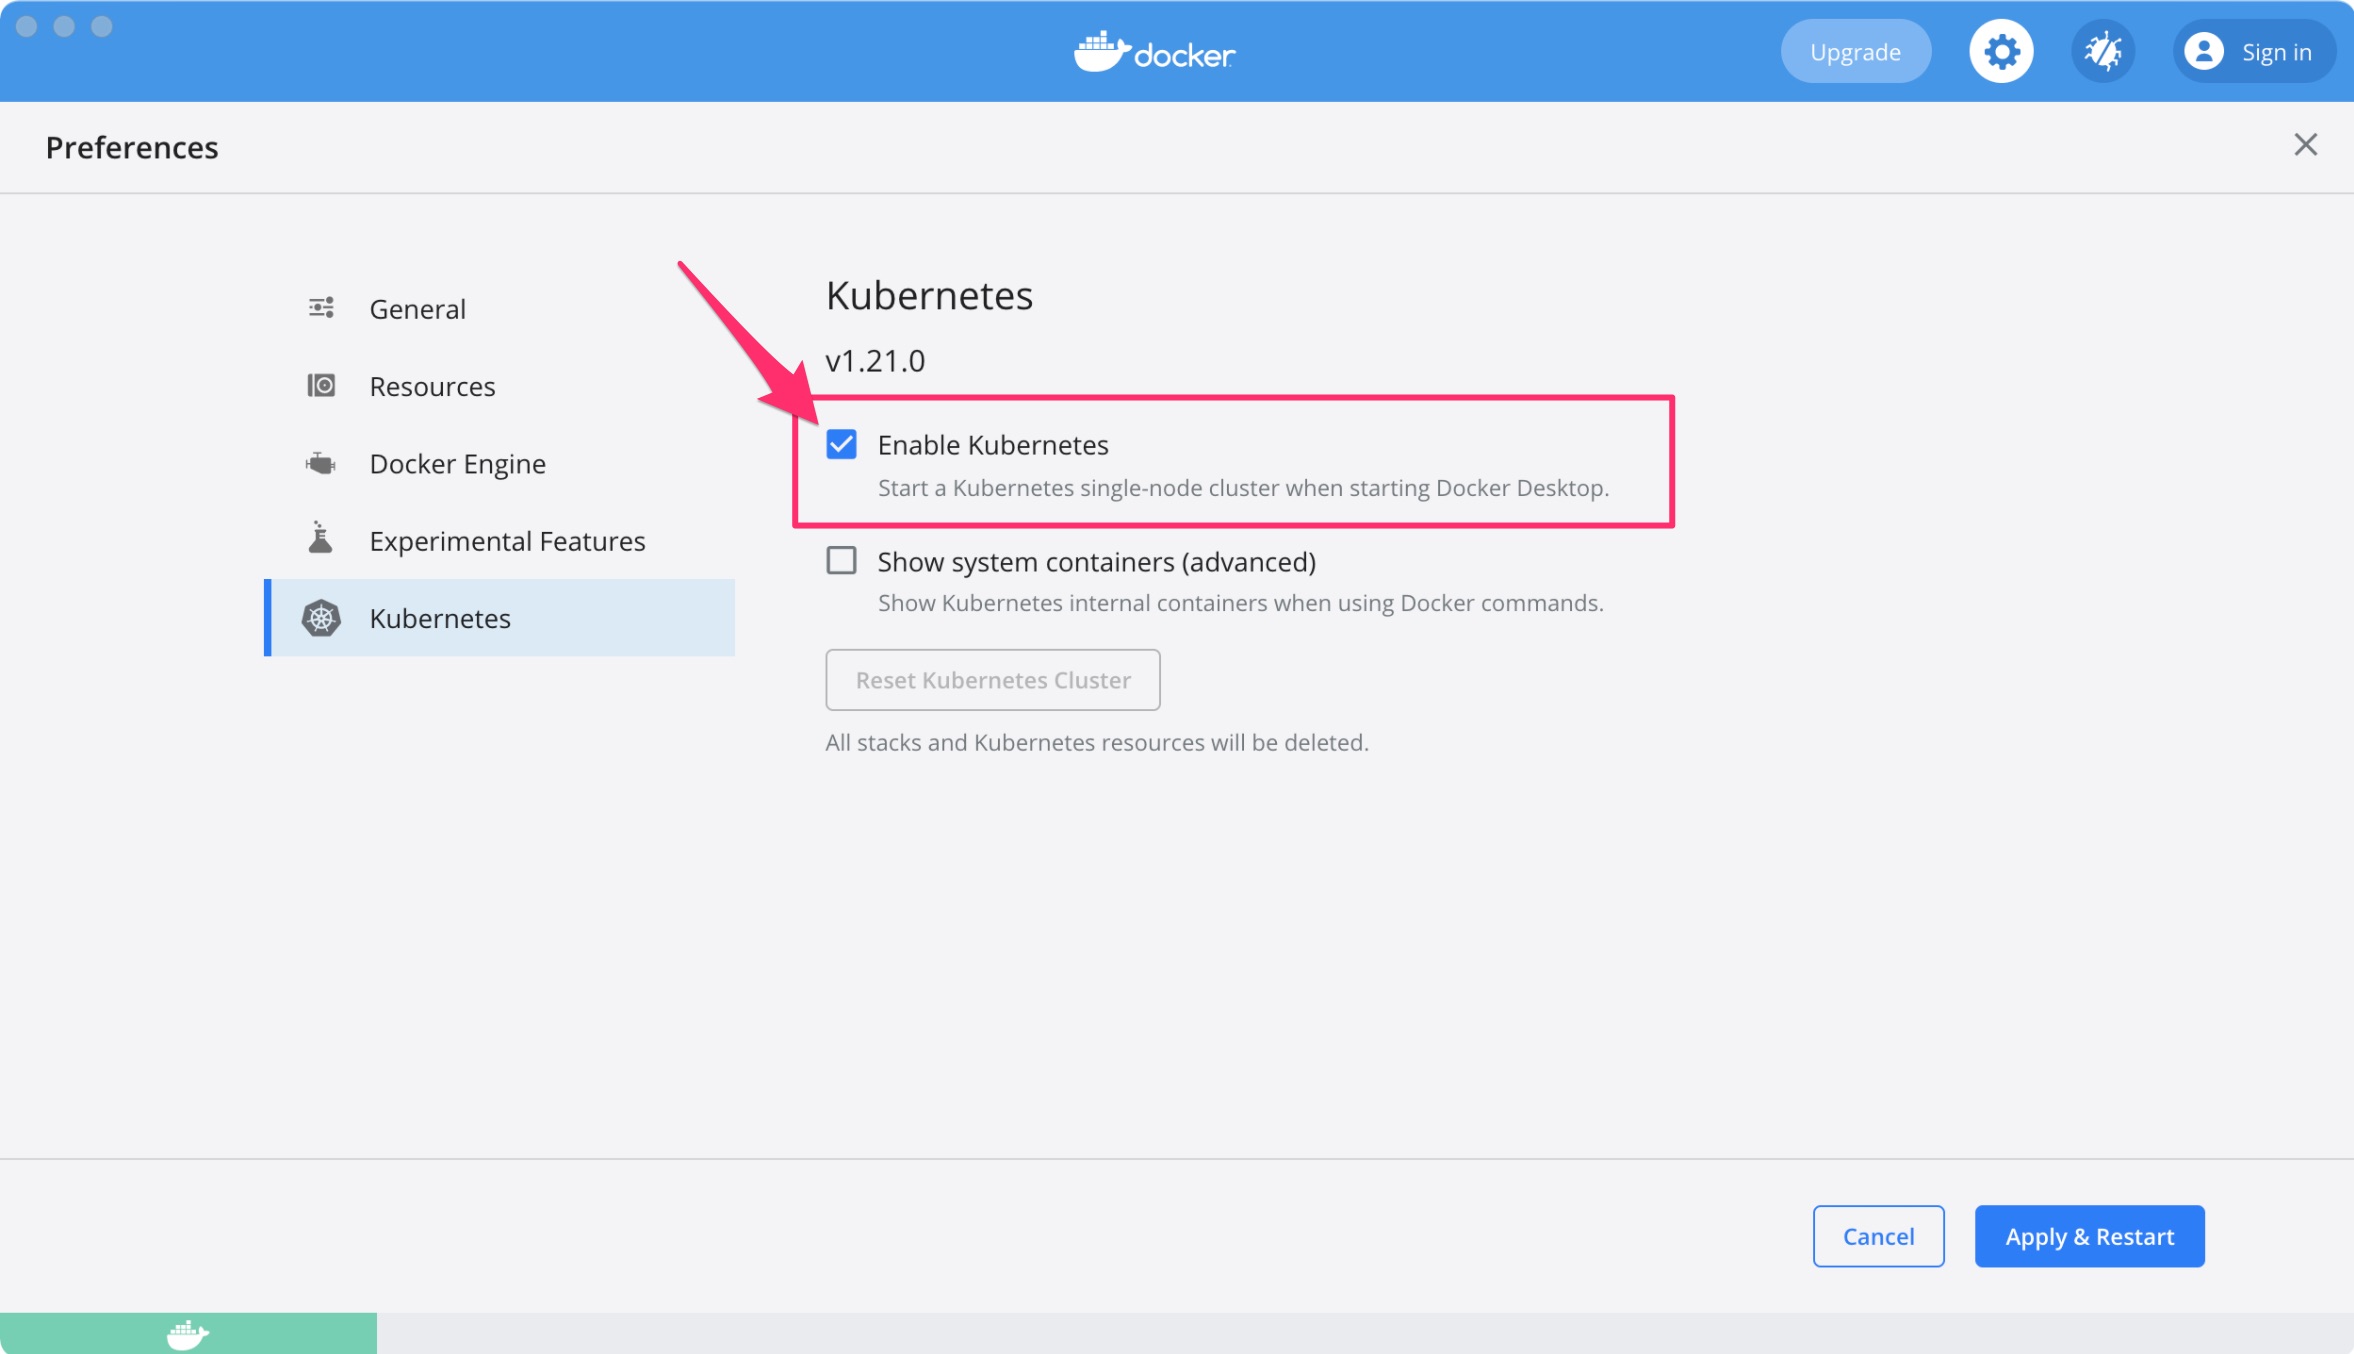 docker
Upgrade
Sign in
Preferences
General
Resources
Docker Engine
Experimental Features
Kubernetes
Kubernetes
v1.21.0
Enable Kubernetes
Start a Kubernetes single-node cluster when starting Docker Desktop.
Show system containers (advanced)
Show Kubernetes internal containers when using Docker commands.
Reset Kubernetes Cluster
All stacks and Kubernetes resources will be deleted.
Cancel
Apply & Restart